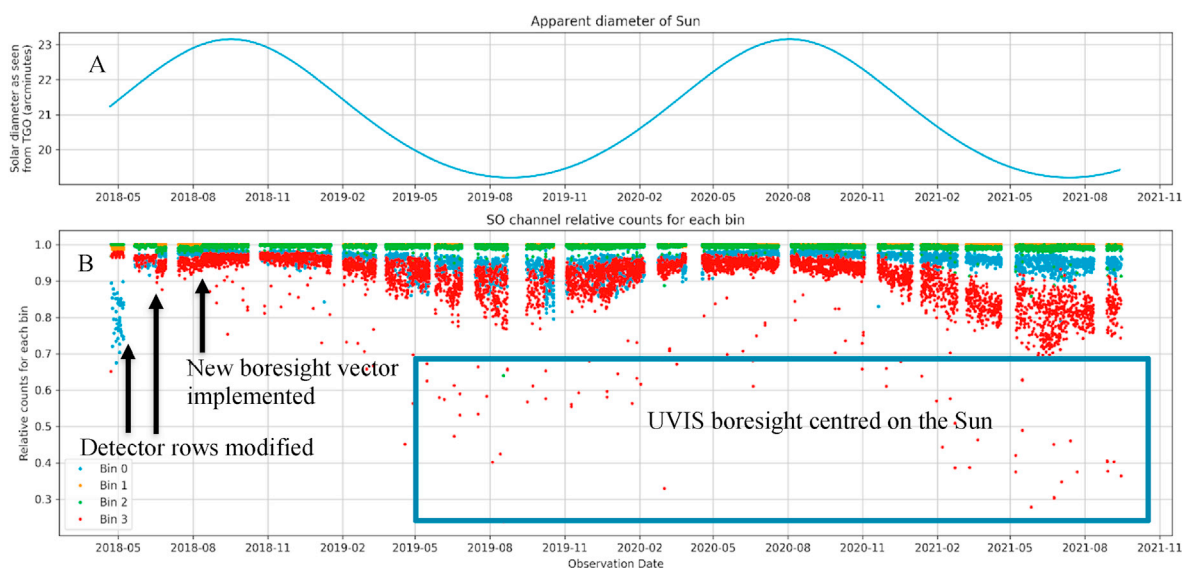 Apparent diameter of Sun
A
Solar diameter as seen
from TGO (arcminutes)
23
22
21
20
2018-05 2018-08 2018-11 2019-02 2019-05 2019-08 2019-11 2020-02 2020-05 2020-08 2020-11 2021-02 2021-05 2021-08 2021-11
SO channel relative counts for each bin
B
Relative counts for each bin
1.0
0.9
0.8
0.7
0.6
0.5
0.4
0.3
New boresight vector
implemented
Detector rows modified
UVIS boresight centred on the Sun
Bin 0
Bin 1
Bin 2
Bin 3
2018-05 2018-08 2018-11 2019-02 2019-05 2019-08 2019-11 2020-02 2020-05 2020-08 2020-11 2021-02 2021-05 2021-08 2021-11
Observation Date